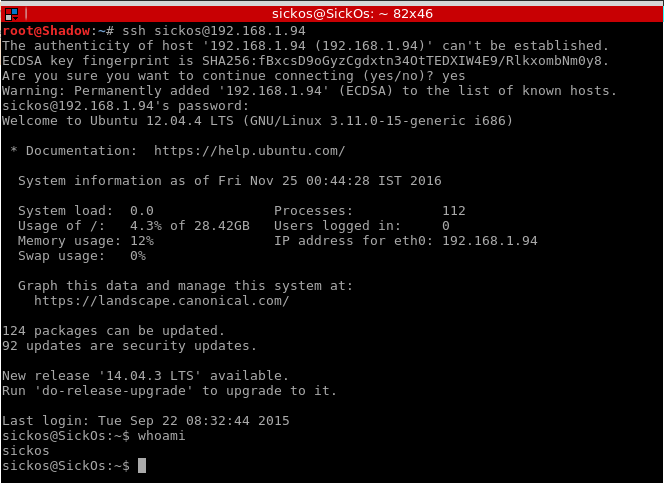 sickos@SickOs: ~ 82x46
root@Shadow:~# ssh sickos@192.168.1.94
The authenticity of host '192.168.1.94 (192.168.1.94)' can't be established.
ECDSA key fingerprint is SHA256:fBxcsD9oGyzCgdxtn34OtTEDXIW4E9/RlkxombNm0y8.
Are you sure you want to continue connecting (yes/no)? yes
Warning: Permanently added '192.168.1.94' (ECDSA) to the list of known hosts.
sickos@192.168.1.94's password:
Welcome to Ubuntu 12.04.4 LTS (GNU/Linux 3.11.0-15-generic i686)
* Documentation:  https://help.ubuntu.com/
System information as of Fri Nov 25 00:44:28 IST 2016
System load:  0.0               Processes:           112
Usage of /:   4.3% of 28.42GB   Users logged in:     0
Memory usage: 12%               IP address for eth0: 192.168.1.94
Swap usage:   0%
Graph this data and manage this system at:
https://landscape.canonical.com/
124 packages can be updated.
92 updates are security updates.
New release '14.04.3 LTS' available.
Run 'do-release-upgrade' to upgrade to it.
Last login: Tue Sep 22 08:32:44 2015
sickos@SickOs:~$ whoami
sickos
sickos@SickOs:~$